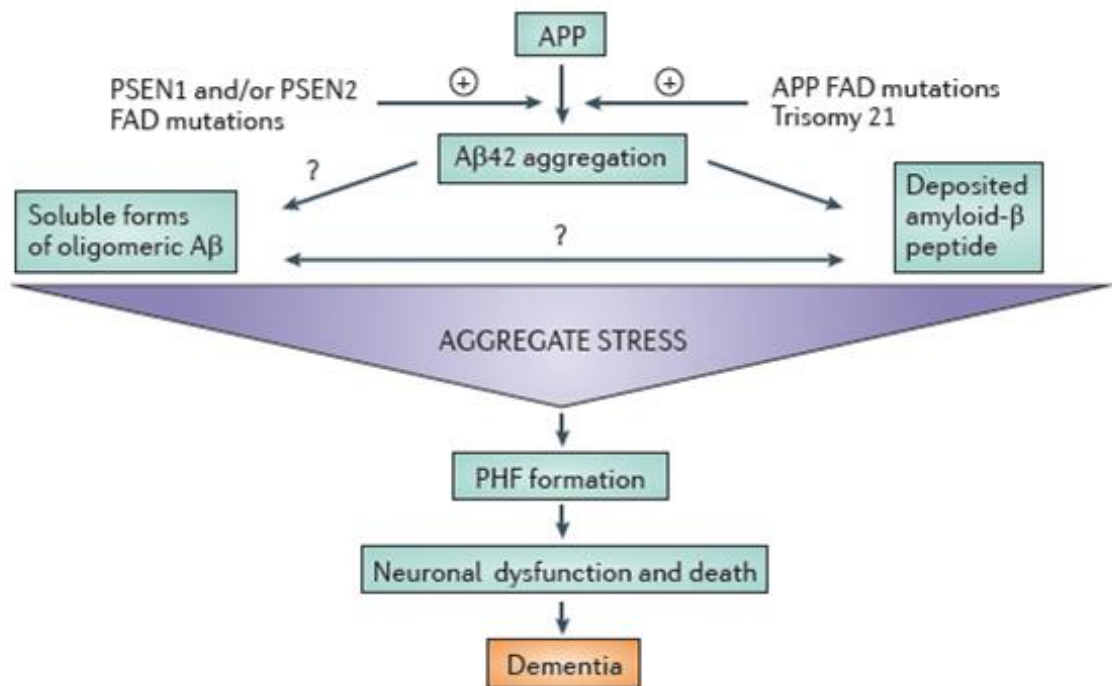 APP
PSEN1 and/or PSEN2
FAD mutations
+
+
APP FAD mutations
Trisomy 21
Aβ42 aggregation
?
Soluble forms
of oligomeric Aβ
?
Deposited
amyloid-β
peptide
AGGREGATE STRESS
PHF formation
Neuronal dysfunction and death
Dementia